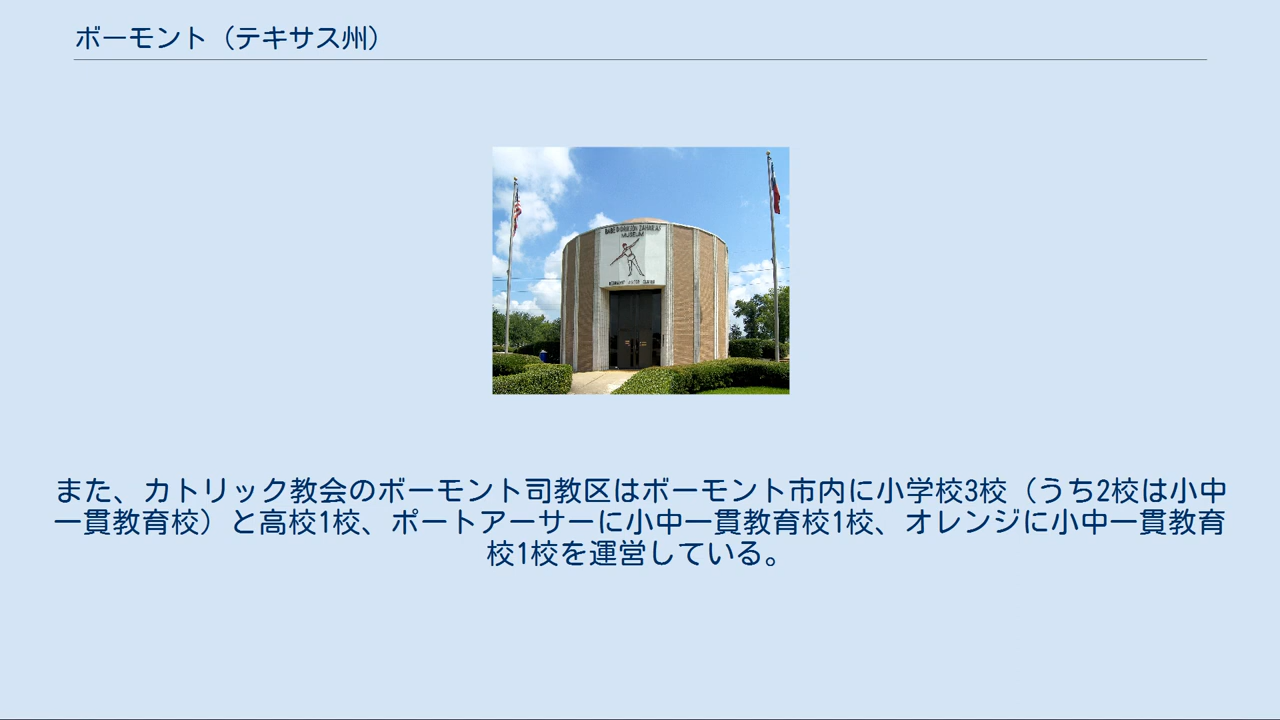 ボーモント（テキサス州）
BABE DIDRIKSON ZAHARIAS
MUSEUM
また、カトリック教会のボーモント司教区はボーモント市内に小学校3校（うち2校は小中
一貫教育校）と高校1校、ポートアーサーに小中一貫教育校1校、オレンジに小中一貫教育
校1校を運営している。